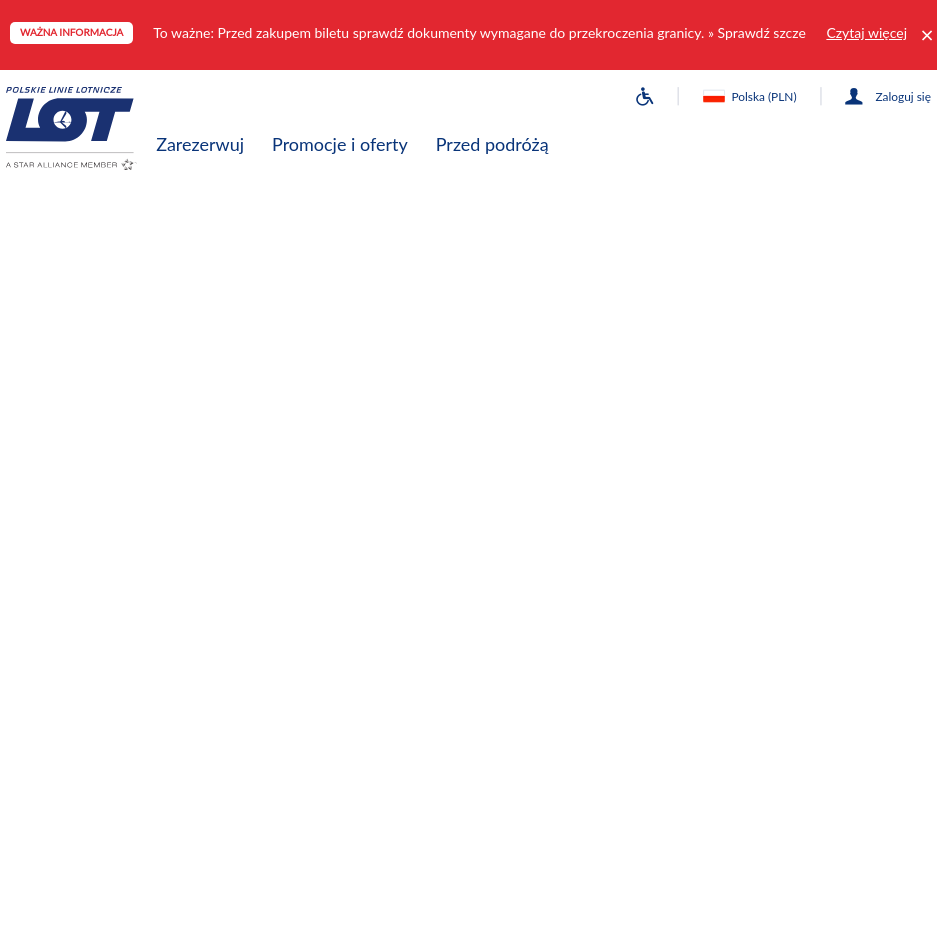 WAŻNA INFORMACJA
To ważne: Przed zakupem biletu sprawdź dokumenty wymagane do przekroczenia granicy. » Sprawdź szcze
Czytaj więcej
POLSKIE LINIE LOTNICZE
LOT
A STAR ALLIANCE MEMBER
Polska (PLN)
Zaloguj się
Zarezerwuj
Promocje i oferty
Przed podróżą